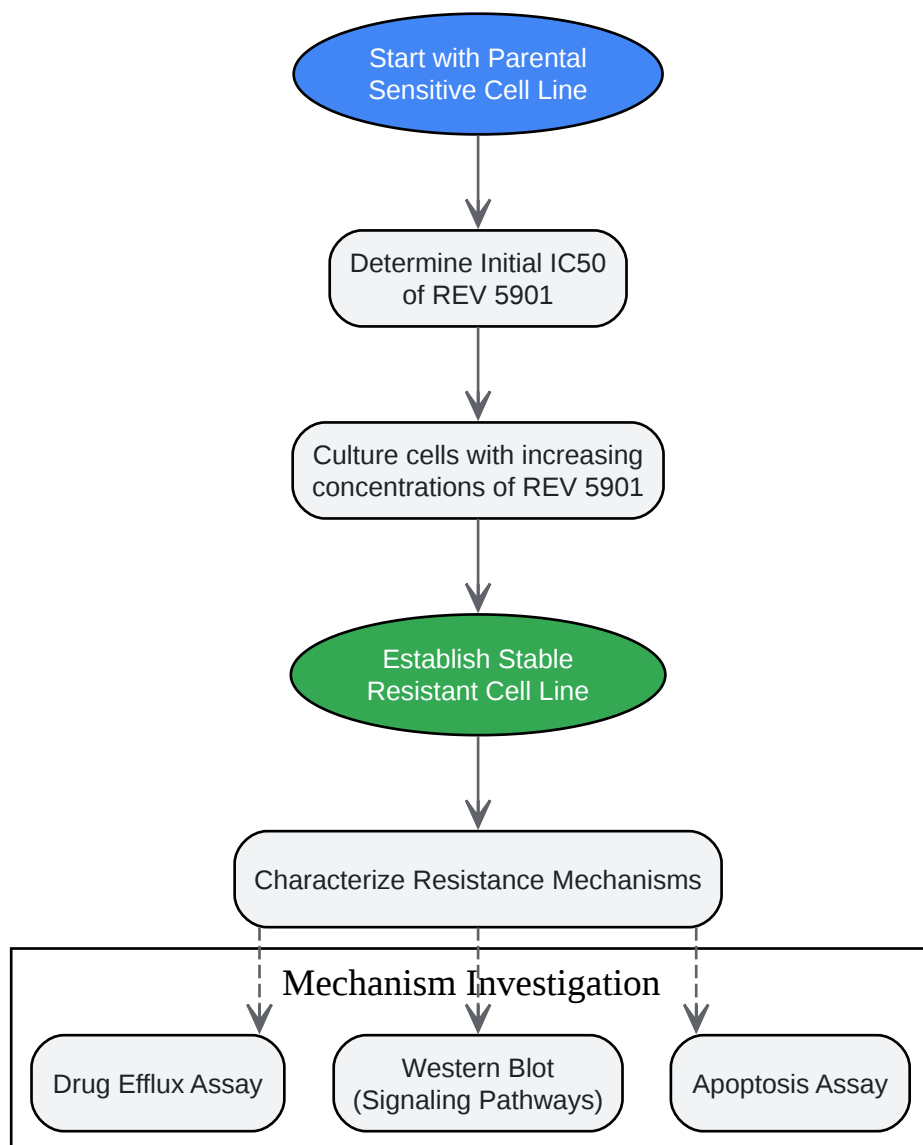 Start with Parental
Sensitive Cell Line
Determine Initial IC50
of REV 5901
Culture cells with increasing
concentrations of REV 5901
Establish Stable
Resistant Cell Line
Characterize Resistance Mechanisms
Mechanism Investigation
Drug Efflux Assay
Western Blot
(Signaling Pathways)
Apoptosis Assay